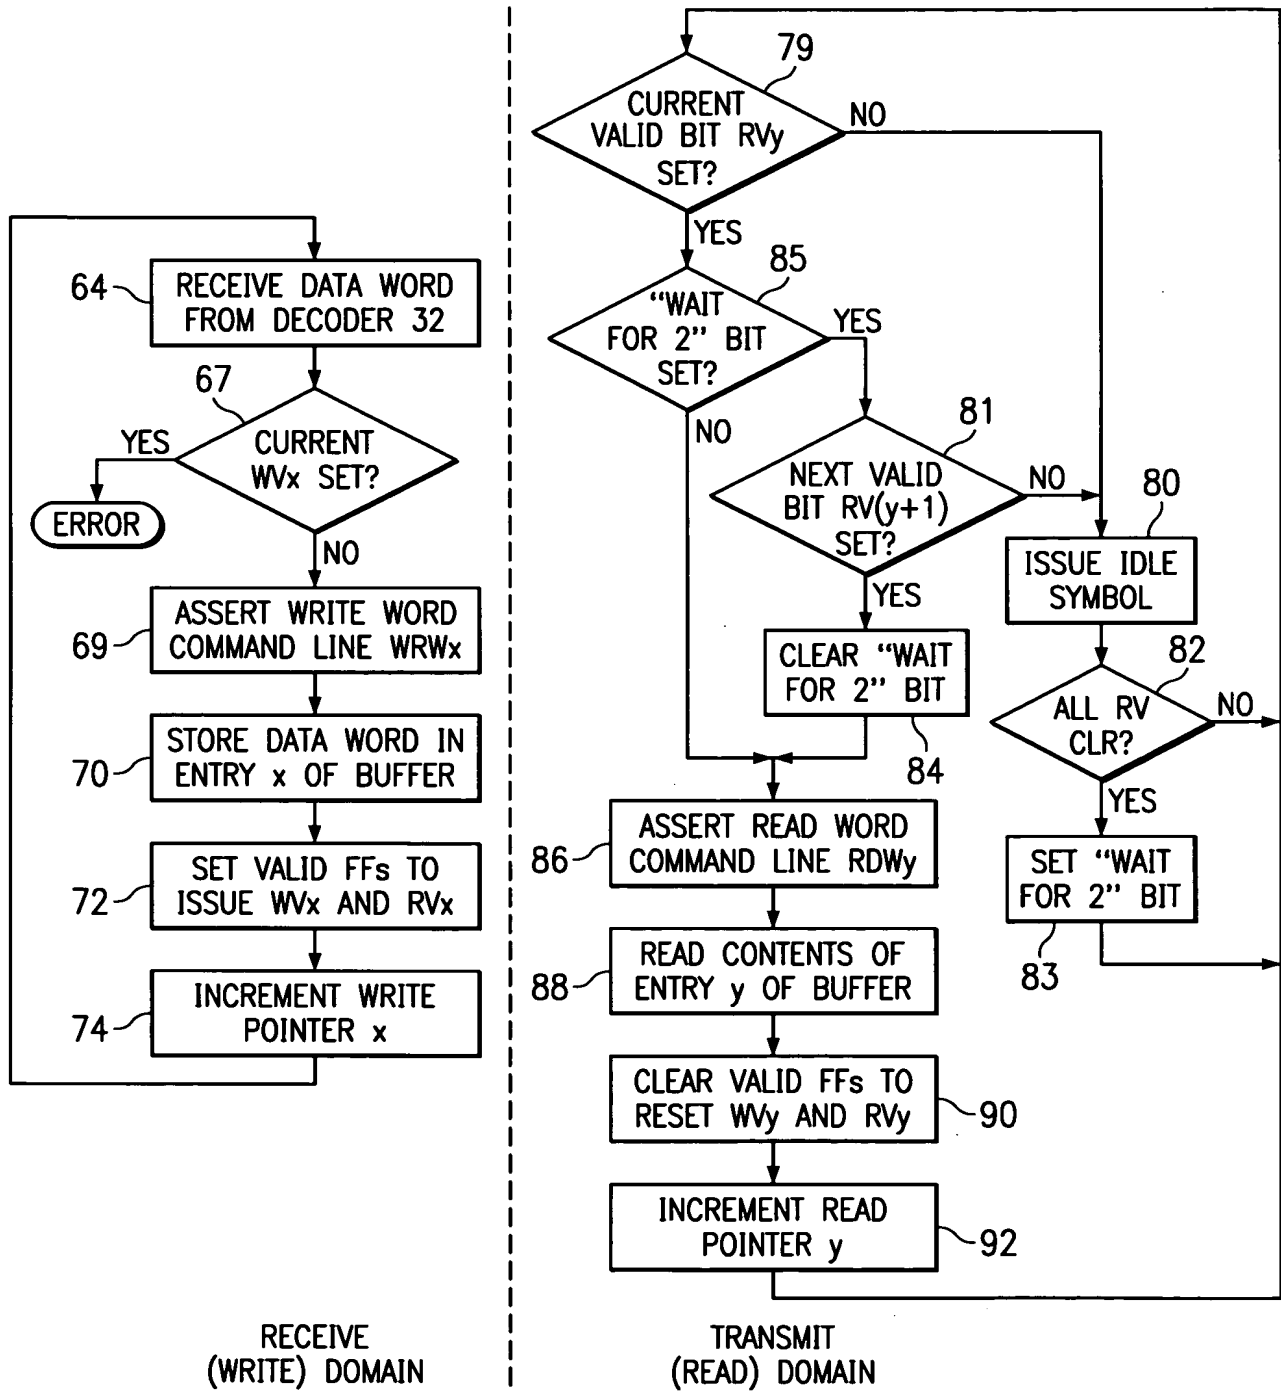 64
RECEIVE DATA WORD
FROM DECODER 32
67
CURRENT
WVx SET?
YES
ERROR
NO
69
ASSERT WRITE WORD
COMMAND LINE WRWx
70
STORE DATA WORD IN
ENTRY x OF BUFFER
72
SET VALID FFs TO
ISSUE WVx AND RVx
74
INCREMENT WRITE
POINTER x
RECEIVE
(WRITE) DOMAIN
79
CURRENT
VALID BIT RVy
SET?
NO
YES
85
“WAIT
FOR 2” BIT
SET?
YES
NO
81
NEXT VALID
BIT RV(y+1)
SET?
NO
YES
80
ISSUE IDLE
SYMBOL
82
ALL RV
CLR?
NO
YES
83
SET “WAIT
FOR 2” BIT
CLEAR “WAIT
FOR 2” BIT
84
86
ASSERT READ WORD
COMMAND LINE RDWy
88
READ CONTENTS OF
ENTRY y OF BUFFER
CLEAR VALID FFs TO
RESET WVy AND RVy
90
INCREMENT READ
POINTER y
92
TRANSMIT
(READ) DOMAIN